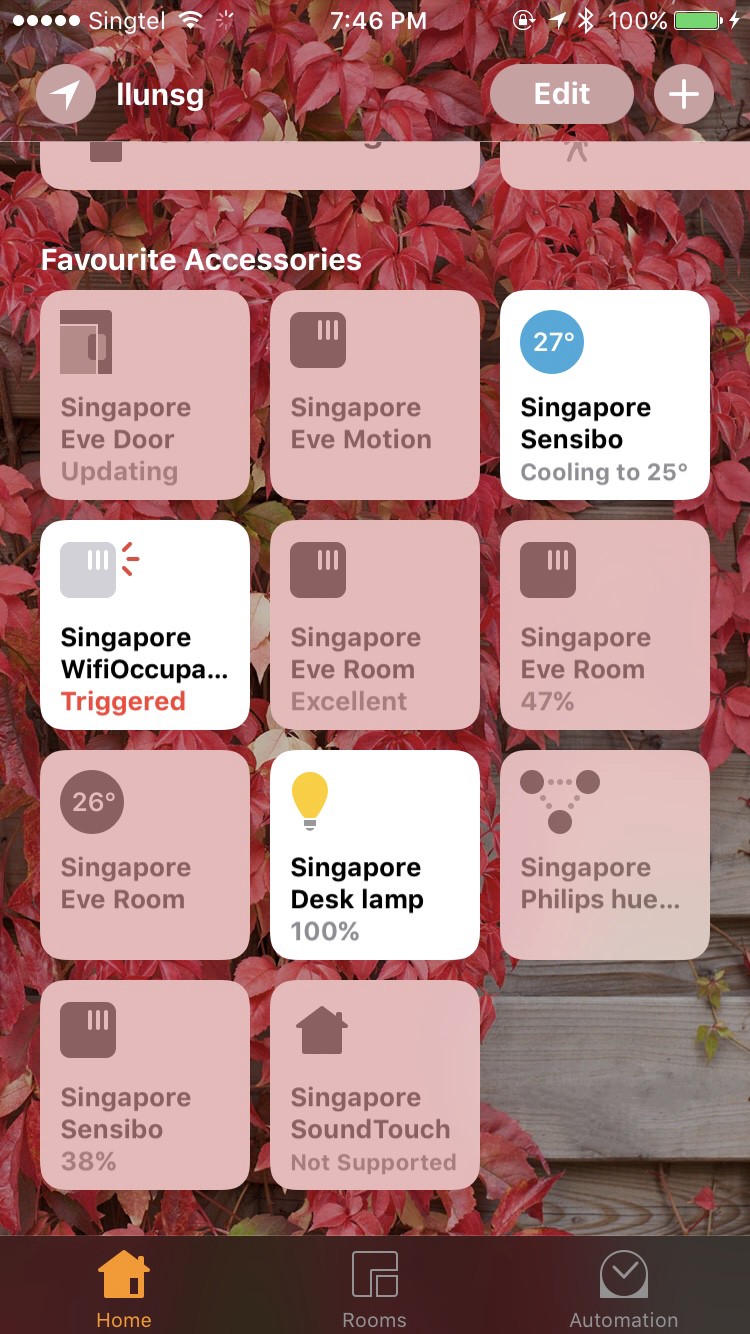 Singtel 7:46 PM 100%
llunsg Edit
Favourite Accessories
Singapore
Eve Door
Updating
Singapore
Eve Motion
27°
Singapore
Sensibo
Cooling to 25°
Singapore
WifiOccupa...
Triggered
Singapore
Eve Room
Excellent
Singapore
Eve Room
47%
26°
Singapore
Eve Room
Singapore
Desk lamp
100%
Singapore
Philips hue...
Singapore
Sensibo
38%
Singapore
SoundTouch
Not Supported
Home Rooms Automation